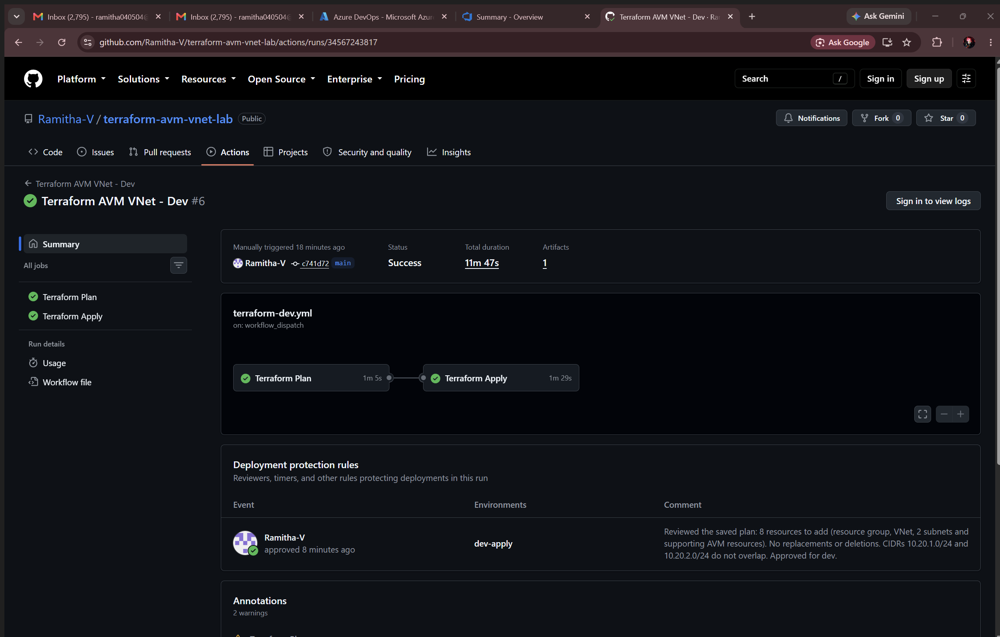 Inbox (2,795) - ramitha040504@
Inbox (2,795) - ramitha040504@
Azure DevOps - Microsoft Azur
Summary - Overview
Terraform AVM VNet - Dev · Ra
Ask Gemini
github.com/Ramitha-V/terraform-avm-vnet-lab/actions/runs/34567243817
Ask Google
Platform
Solutions
Resources
Open Source
Enterprise
Pricing
Search /
Sign in
Sign up
Ramitha-V / terraform-avm-vnet-lab Public
Notifications
Fork 0
Star 0
Code
Issues
Pull requests
Actions
Projects
Security and quality
Insights
Terraform AVM VNet - Dev
Terraform AVM VNet - Dev #6
Sign in to view logs
Summary
All jobs
Terraform Plan
Terraform Apply
Run details
Usage
Workflow file
Manually triggered 18 minutes ago
Ramitha-V c741d72 main
Status
Success
Total duration
11m 47s
Artifacts
1
terraform-dev.yml
on: workflow_dispatch
Terraform Plan 1m 5s
Terraform Apply 1m 29s
Deployment protection rules
Reviewers, timers, and other rules protecting deployments in this run
Event
Environments
Comment
Ramitha-V
approved 8 minutes ago
dev-apply
Reviewed the saved plan: 8 resources to add (resource group, VNet, 2 subnets and
supporting AVM resources). No replacements or deletions. CIDRs 10.20.1.0/24 and
10.20.2.0/24 do not overlap. Approved for dev.
Annotations
2 warnings